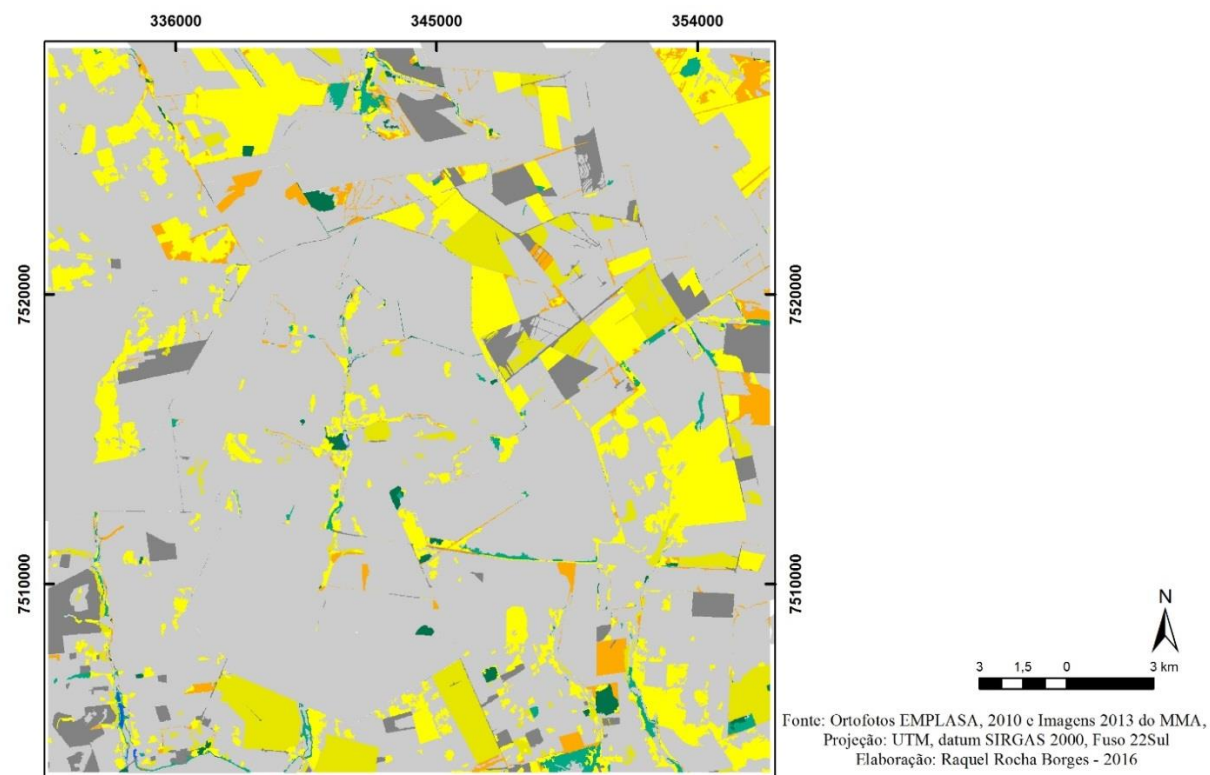 336000 345000 354000
7520000 7520000
7510000 7510000
N
3 1,5 0 3 km
Fonte: Ortofotos EMPLASA, 2010 e Imagens 2013 do MMA,
Projeção: UTM, datum SIRGAS 2000, Fuso 22Sul
Elaboração: Raquel Rocha Borges - 2016